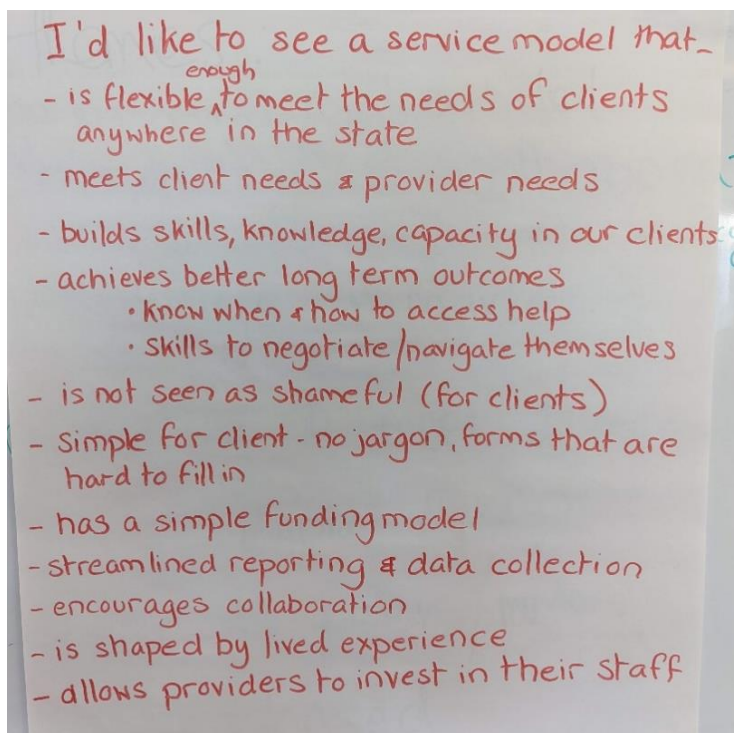 I'd like to see a service model that-
- is flexible enough to meet the needs of clients
anywhere in the state
- meets client needs & provider needs
- builds skills, knowledge, capacity in our clients
- achieves better long term outcomes
• know when & how to access help
• skills to negotiate/navigate themselves
- is not seen as shameful (for clients)
- simple for client - no jargon, forms that are
hard to fill in
- has a simple funding model
- streamlined reporting & data collection
- encourages collaboration
- is shaped by lived experience
- allows providers to invest in their staff